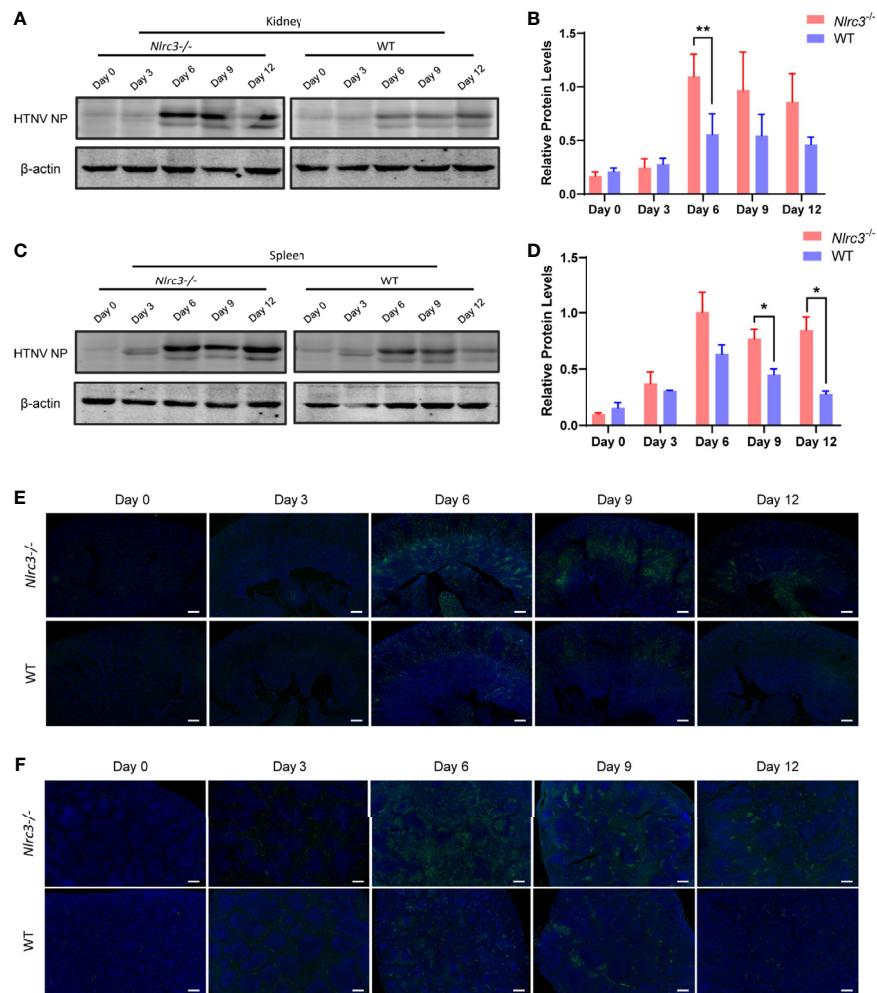 A
Kidney
Nlrc3-/-
WT
Day 0 Day 3 Day 6 Day 9 Day 12 Day 0 Day 3 Day 6 Day 9 Day 12
HTNV NP
β-actin
B
Nlrc3-/-
WT
**
Relative Protein Levels
1.5
1.0
0.5
0.0
Day 0 Day 3 Day 6 Day 9 Day 12
C
Spleen
Nlrc3-/-
WT
Day 0 Day 3 Day 6 Day 9 Day 12 Day 0 Day 3 Day 6 Day 9 Day 12
HTNV NP
β-actin
D
Nlrc3-/-
WT
* *
Relative Protein Levels
1.5
1.0
0.5
0.0
Day 0 Day 3 Day 6 Day 9 Day 12
E
Day 0 Day 3 Day 6 Day 9 Day 12
Nlrc3-/-
WT
F
Day 0 Day 3 Day 6 Day 9 Day 12
Nlrc3-/-
WT